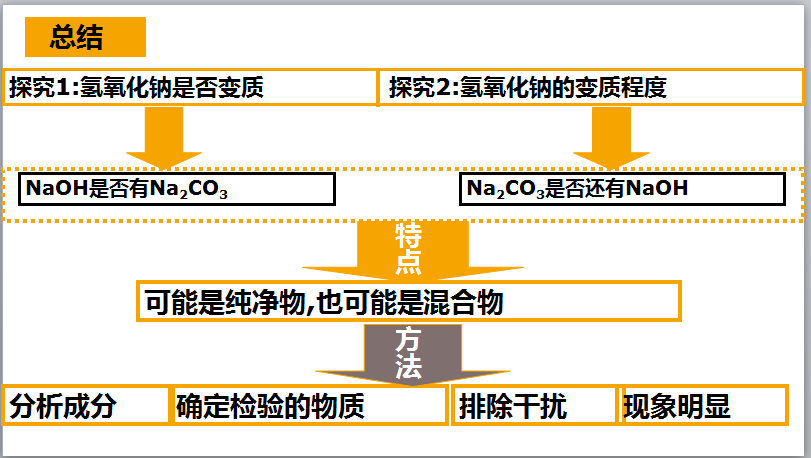 总结
探究1:氢氧化钠是否变质
探究2:氢氧化钠的变质程度
NaOH是否有Na₂CO₃
Na₂CO₃是否还有NaOH
特
点
可能是纯净物,也可能是混合物
方
法
分析成分
确定检验的物质
排除干扰
现象明显